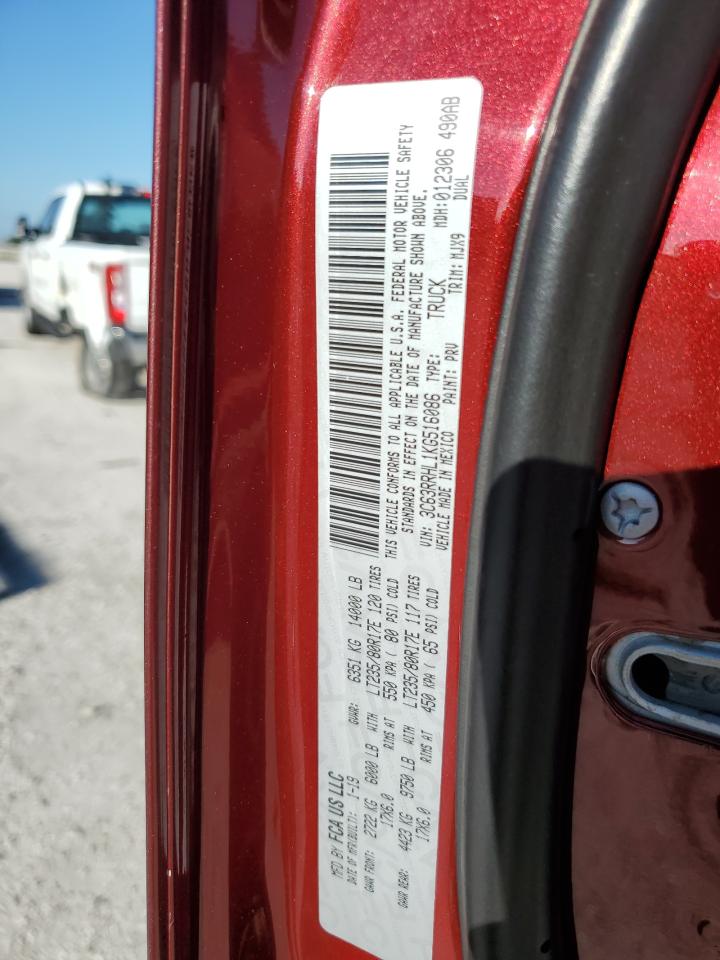 MFD BY FCA US LLC
DATE OF MFR(BUILT): 1-19 GVWR: 6351 KG 14000 LB
GAWR FRONT: 2722 KG 6000 LB WITH LT235/80R17E 120 TIRES
17X6.0 RIMS AT 550 KPA ( 80 PSI) COLD
GAWR REAR: 4423 KG 9750 LB WITH LT235/80R17E 117 TIRES
17X6.0 RIMS AT 450 KPA ( 65 PSI) COLD
THIS VEHICLE CONFORMS TO ALL APPLICABLE U.S.A. FEDERAL MOTOR VEHICLE SAFETY
STANDARDS IN EFFECT ON THE DATE OF MANUFACTURE SHOWN ABOVE.
VIN: 3C63RRHL1KG516086 TYPE: TRUCK MDH:012306 490AB
VEHICLE MADE IN MEXICO PAINT: PRV TRIM: MJX9 DUAL